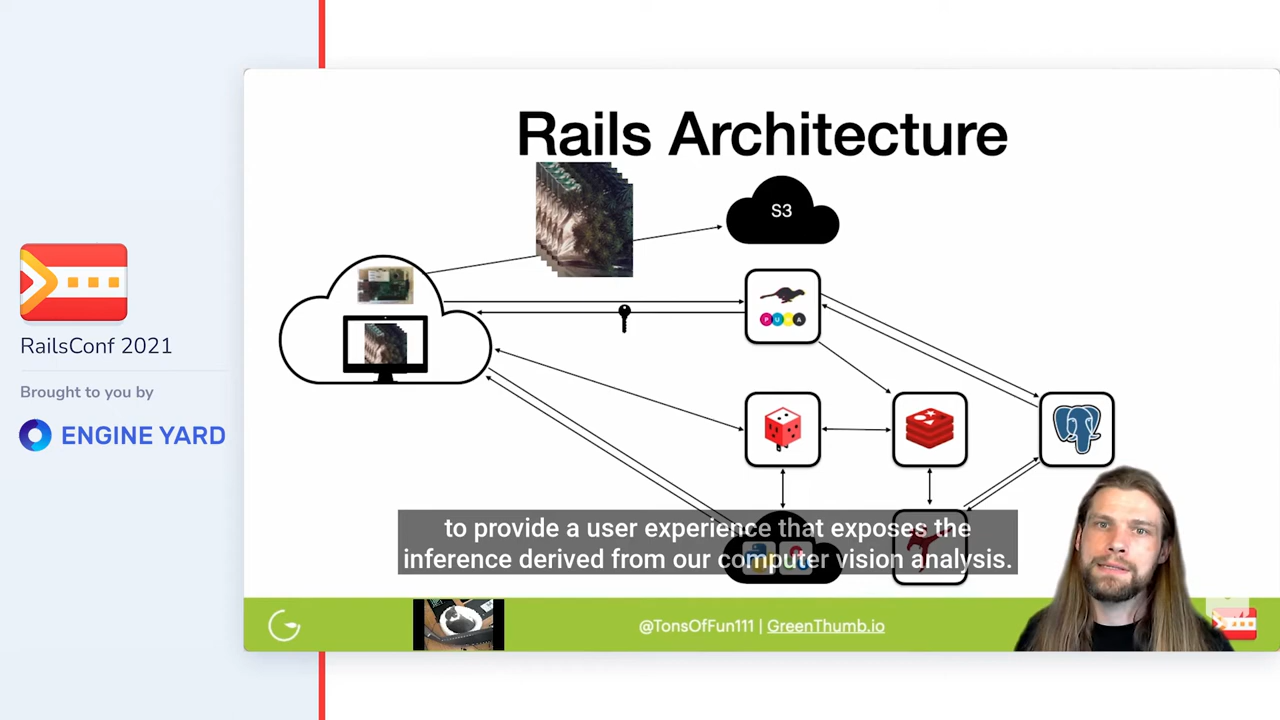 Rails Architecture
S3
PUMA
RailsConf 2021
Brought to you by
ENGINE YARD
to provide a user experience that exposes the
inference derived from our computer vision analysis.
@TonsOfFun111 | GreenThumb.io